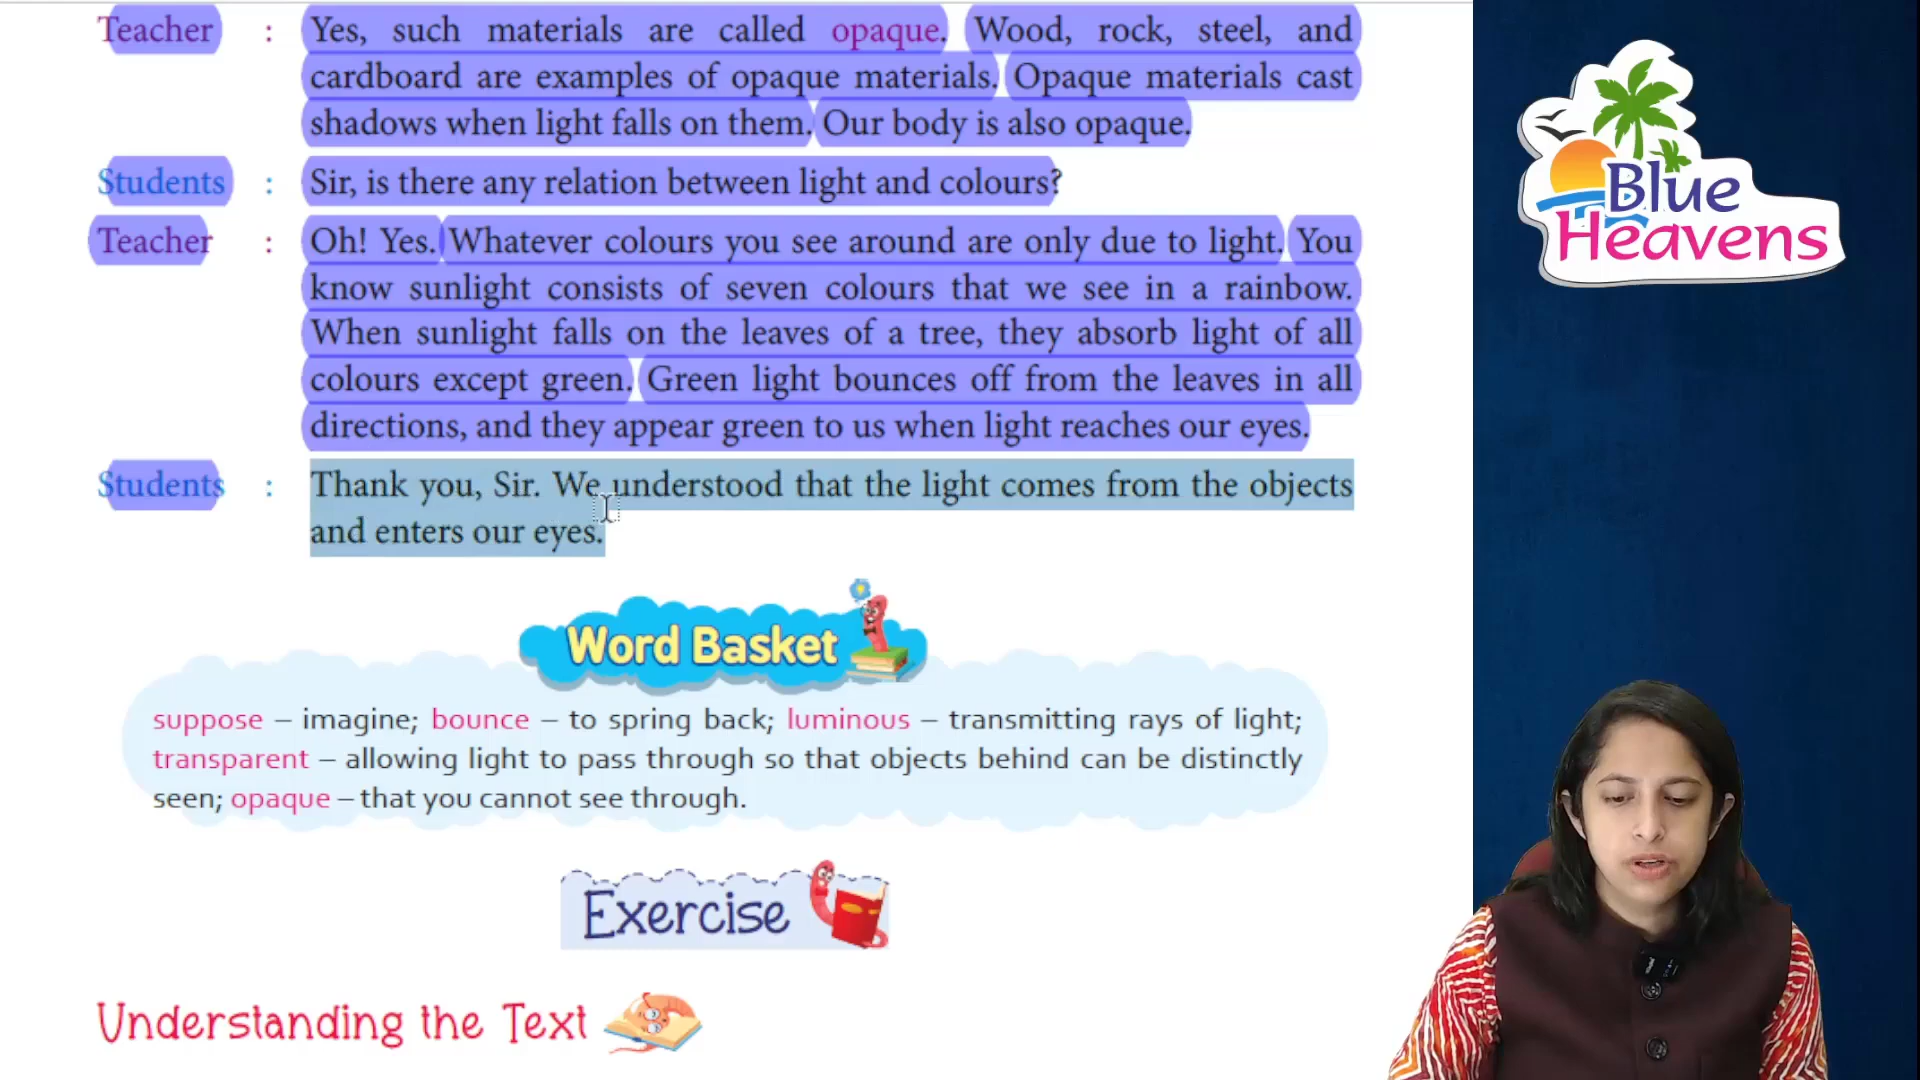 Teacher : Yes, such materials are called opaque. Wood, rock, steel, and
cardboard are examples of opaque materials. Opaque materials cast
shadows when light falls on them. Our body is also opaque.
Students : Sir, is there any relation between light and colours?
Teacher : Oh! Yes. Whatever colours you see around are only due to light. You
know sunlight consists of seven colours that we see in a rainbow.
When sunlight falls on the leaves of a tree, they absorb light of all
colours except green. Green light bounces off from the leaves in all
directions, and they appear green to us when light reaches our eyes.
Students : Thank you, Sir. We understood that the light comes from the objects
and enters our eyes.
Word Basket
suppose – imagine; bounce – to spring back; luminous – transmitting rays of light;
transparent – allowing light to pass through so that objects behind can be distinctly
seen; opaque – that you cannot see through.
Exercise
Understanding the Text
Blue
Heavens